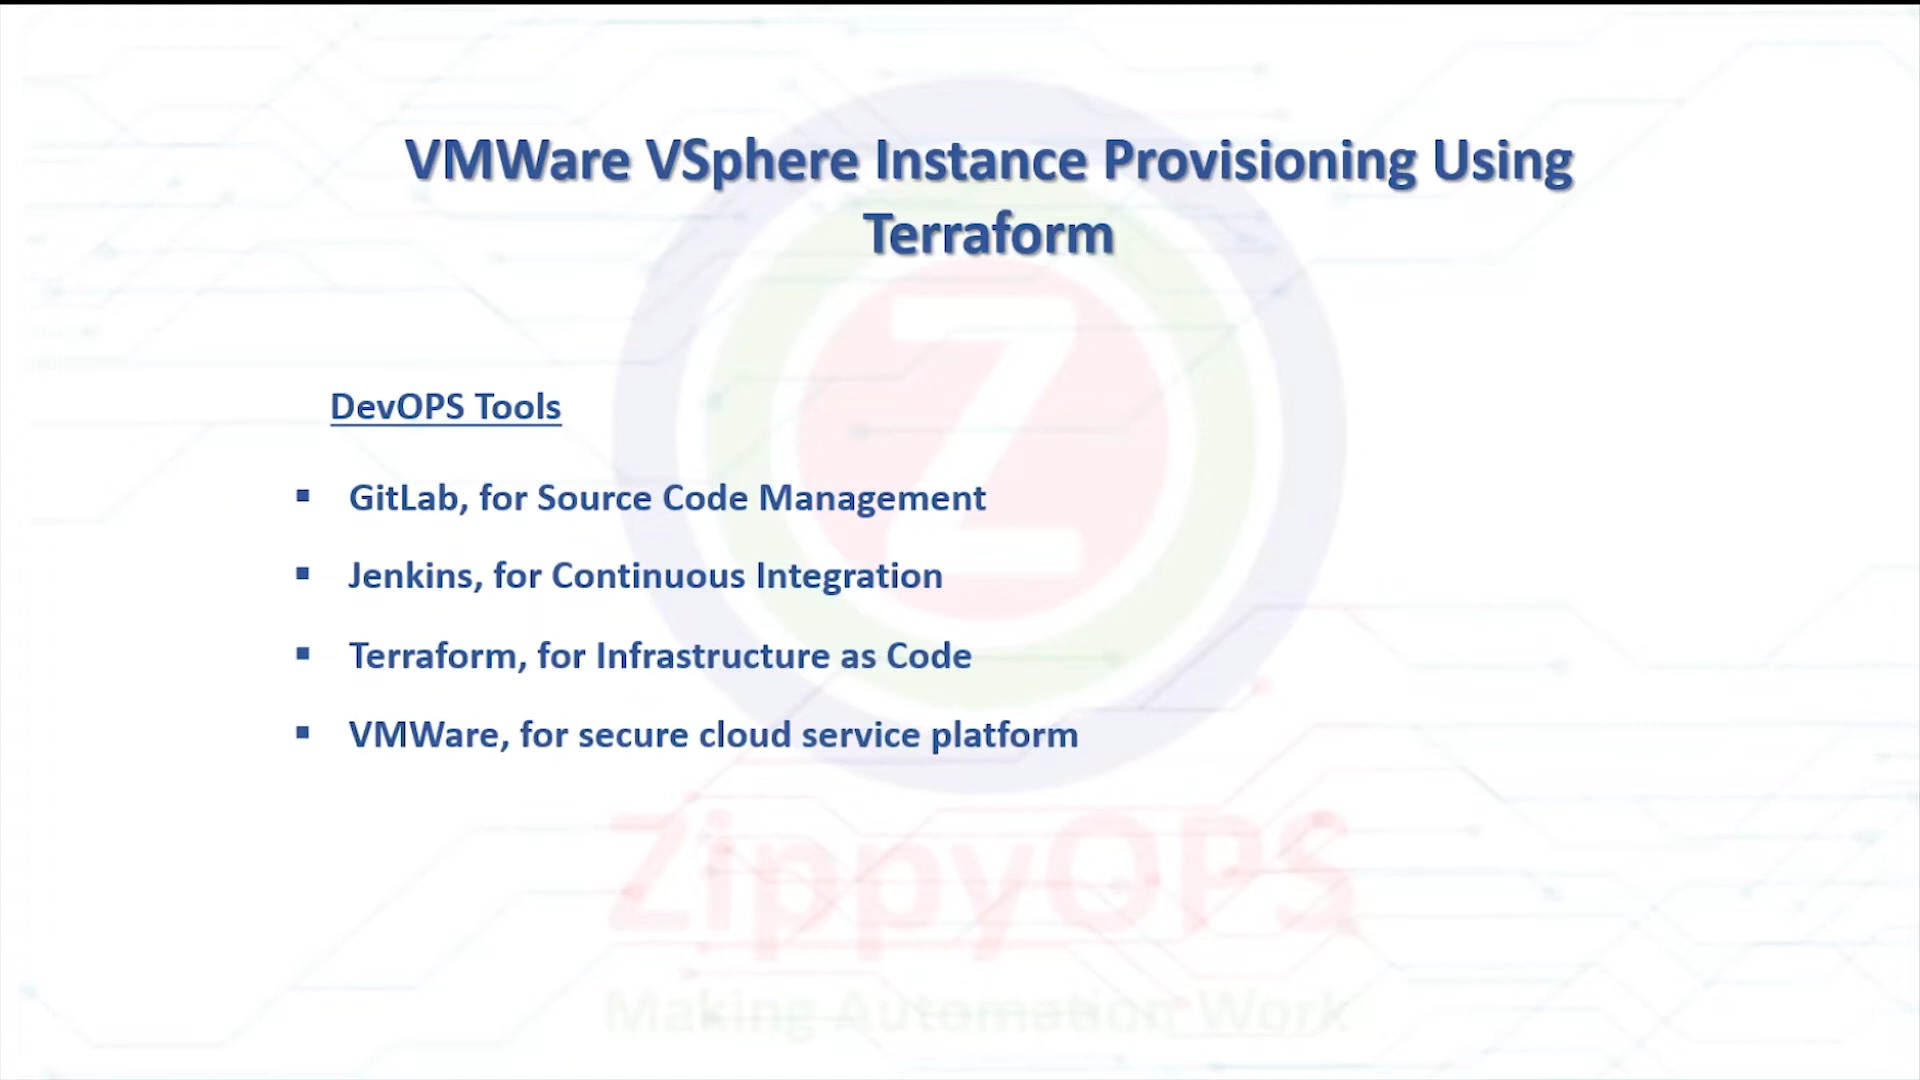 VMWare VSphere Instance Provisioning Using
Terraform
DevOPS Tools
▪ GitLab, for Source Code Management
▪ Jenkins, for Continuous Integration
▪ Terraform, for Infrastructure as Code
▪ VMWare, for secure cloud service platform
Z
ZippyOPS
Making Automation Work